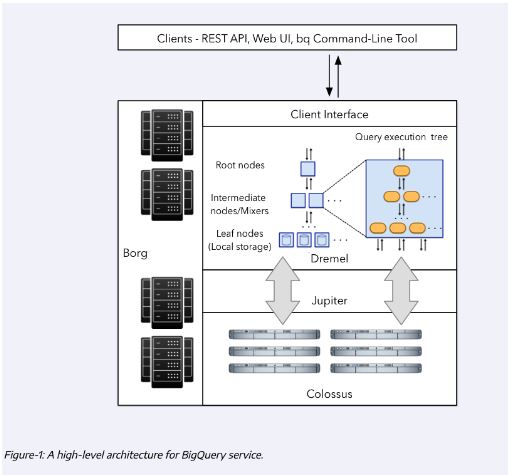 Clients - REST API, Web UI, bq Command-Line Tool
Client Interface
Query execution tree
Root nodes
Intermediate
nodes/Mixers
Leaf nodes
(Local storage)
Dremel
Borg
Jupiter
Colossus
Figure-1: A high-level architecture for BigQuery service.